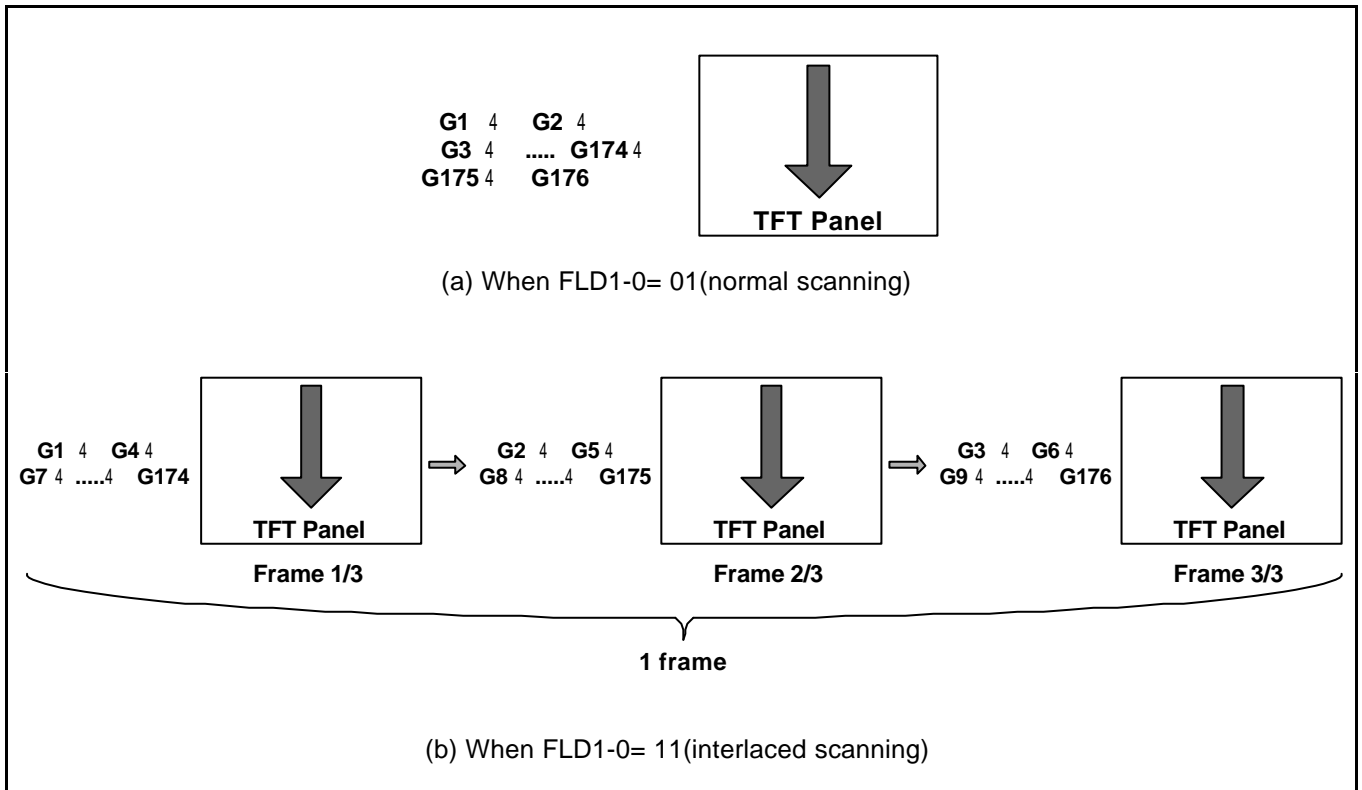 G1 4 G2 4
G3 4 ..... G174 4
G175 4 G176
TFT Panel
(a) When FLD1-0= 01(normal scanning)
G1 4 G4 4
G7 4 .....4 G174
TFT Panel
Frame 1/3
G2 4 G5 4
G8 4 .....4 G175
TFT Panel
Frame 2/3
G3 4 G6 4
G9 4 .....4 G176
TFT Panel
Frame 3/3
1 frame
(b) When FLD1-0= 11(interlaced scanning)